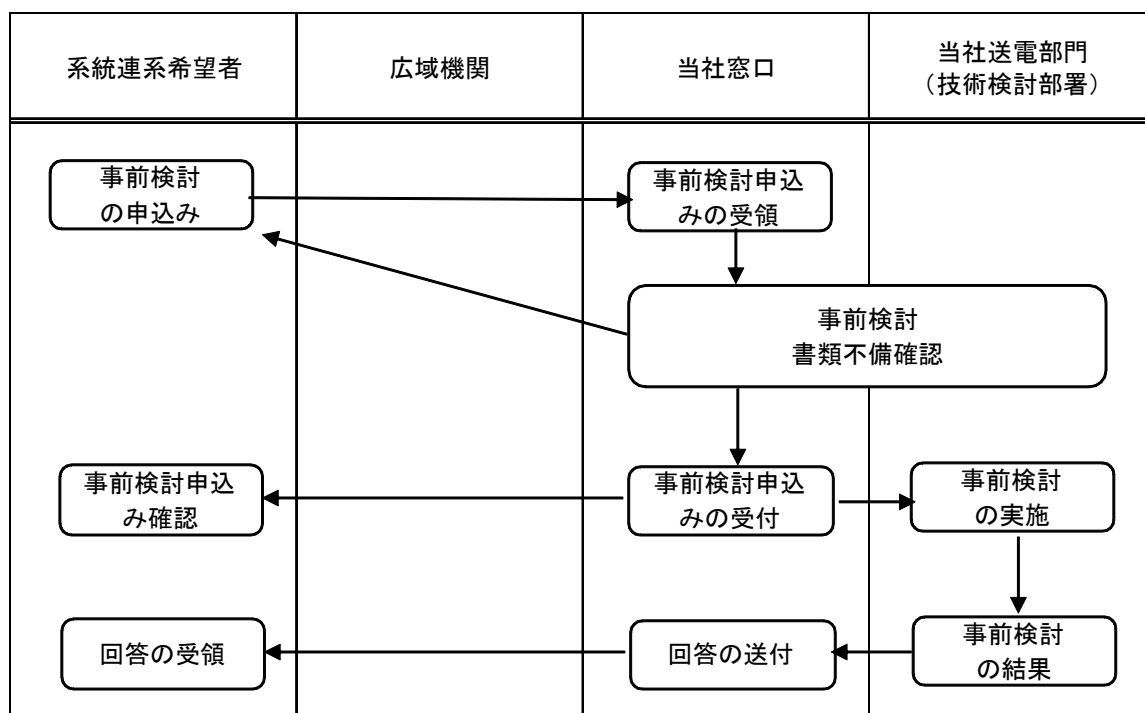 系統連系希望者
広域機関
当社窓口
当社送電部門
（技術検討部署）
事前検討
の申込み
事前検討申込
みの受領
事前検討
書類不備確認
事前検討申込
み確認
事前検討申込
みの受付
事前検討
の実施
回答の受領
回答の送付
事前検討
の結果